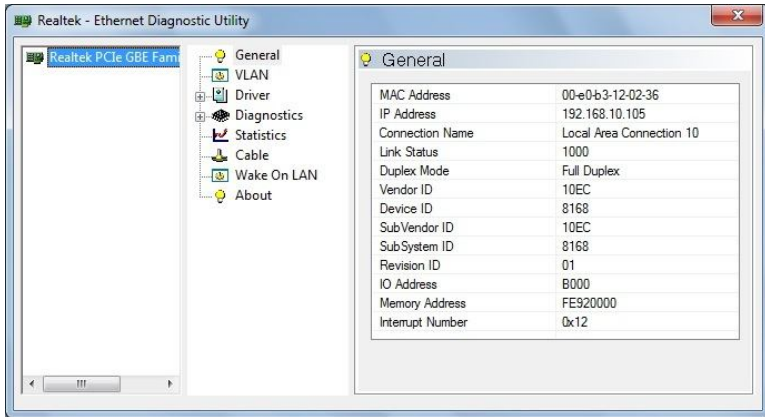 Realtek - Ethernet Diagnostic Utility
Realtek PCIe GBE Fami
General
VLAN
Driver
Diagnostics
Statistics
Cable
Wake On LAN
About
General
MAC Address 00-e0-b3-12-02-36
IP Address 192.168.10.105
Connection Name Local Area Connection 10
Link Status 1000
Duplex Mode Full Duplex
Vendor ID 10EC
Device ID 8168
SubVendor ID 10EC
SubSystem ID 8168
Revision ID 01
IO Address B000
Memory Address FE920000
Interrupt Number 0x12